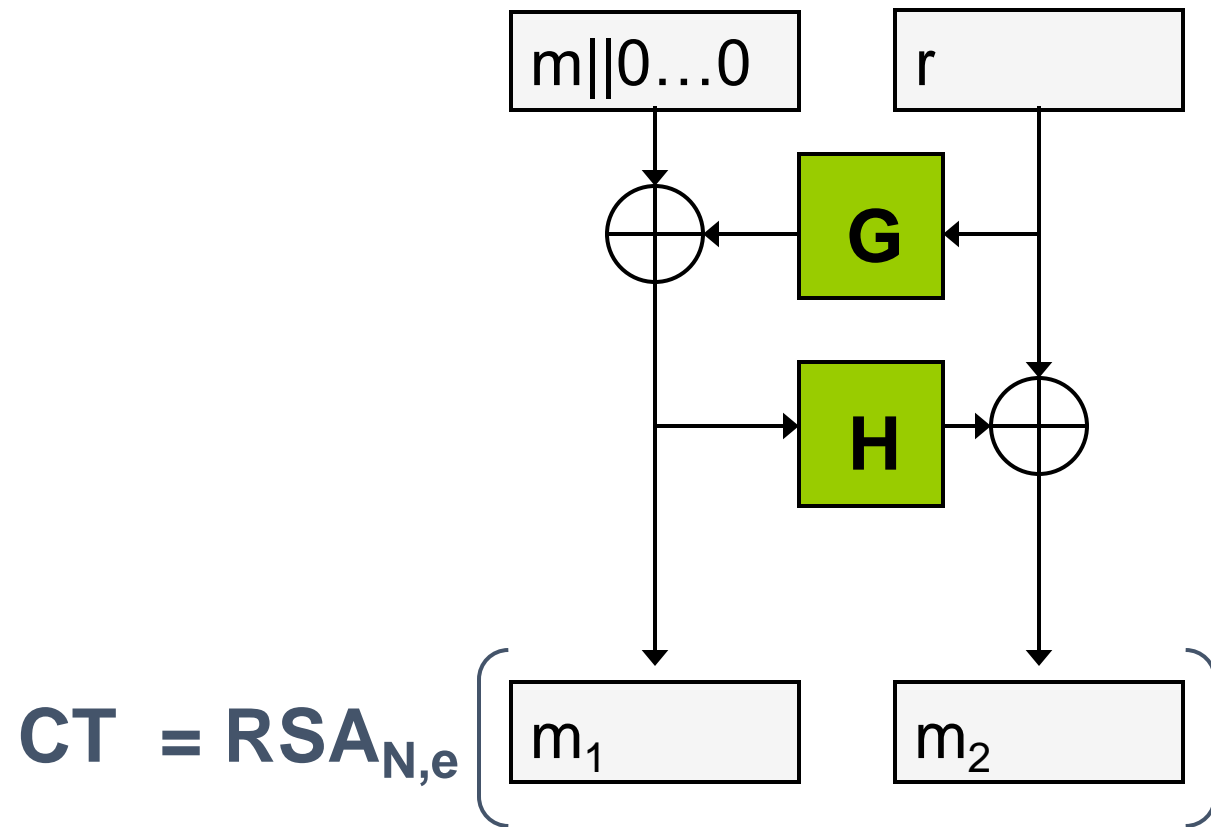 m||0…0
r
G
H
CT = RSA_N,e ( m₁ m₂ )